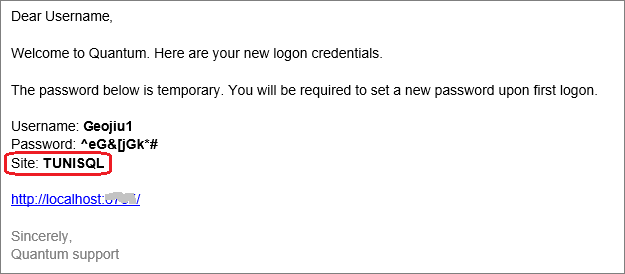 Dear Username,
Welcome to Quantum. Here are your new logon credentials.
The password below is temporary. You will be required to set a new password upon first logon.
Username: Geojiu1
Password: ^eG&[jGk*#
Site: TUNISQL
http://localhost:
Sincerely,
Quantum support